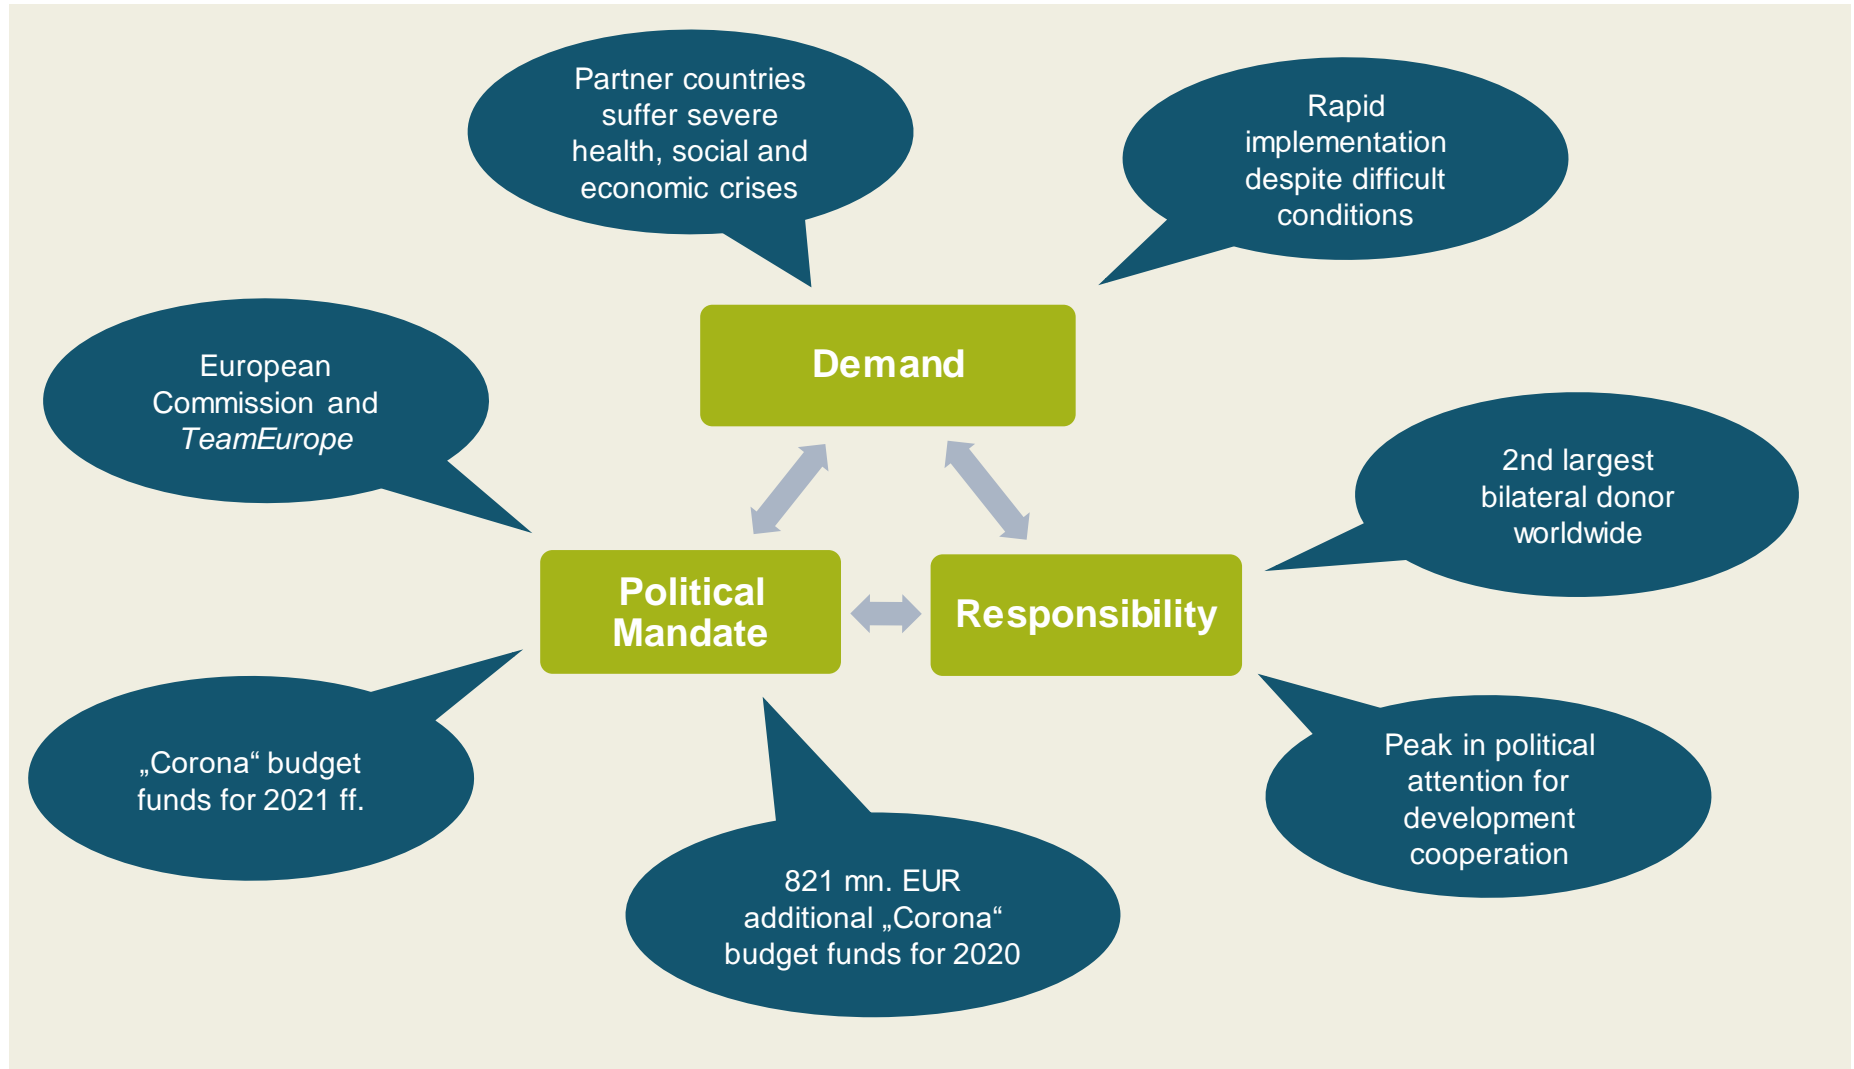 Partner countries
suffer severe
health, social and
economic crises
Rapid
implementation
despite difficult
conditions
European
Commission and
TeamEurope
Demand
2nd largest
bilateral donor
worldwide
Political
Mandate
Responsibility
„Corona“ budget
funds for 2021 ff.
Peak in political
attention for
development
cooperation
821 mn. EUR
additional „Corona“
budget funds for 2020